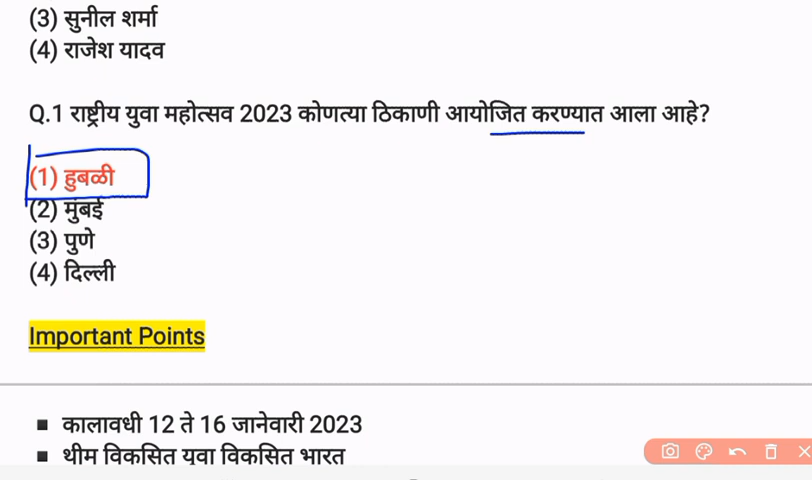 (3) सुनील शर्मा
(4) राजेश यादव
Q.1 राष्ट्रीय युवा महोत्सव 2023 कोणत्या ठिकाणी आयोजित करण्यात आला आहे?
(1) हुबळी
(2) मुंबई
(3) पुणे
(4) दिल्ली
Important Points
▪ कालावधी 12 ते 16 जानेवारी 2023
▪ थीम विकसित युवा विकसित भारत